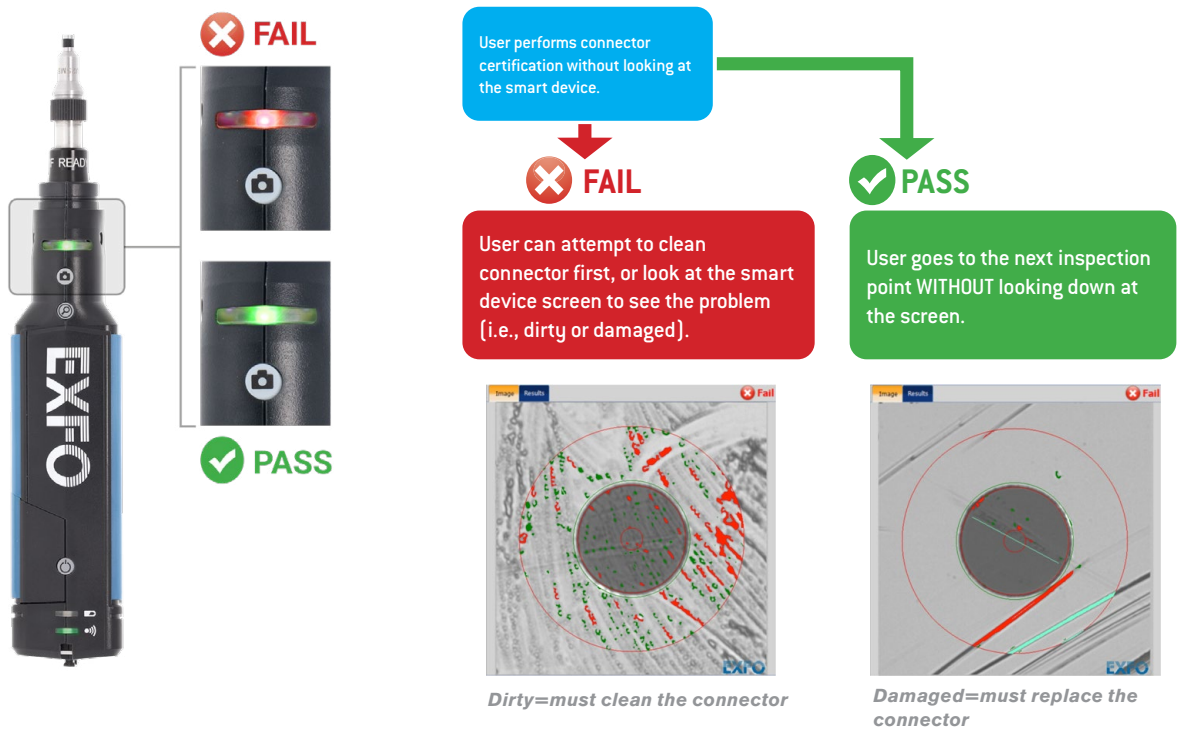 FAIL
F READ
EXFO
PASS
User performs connector
certification without looking at
the smart device.
FAIL
PASS
User can attempt to clean
connector first, or look at the smart
device screen to see the problem
(i.e., dirty or damaged).
User goes to the next inspection
point WITHOUT looking down at
the screen.
Image
Results
Fail
EXFO
Dirty=must clean the connector
Image
Results
Fail
EXFO
Damaged=must replace the
connector